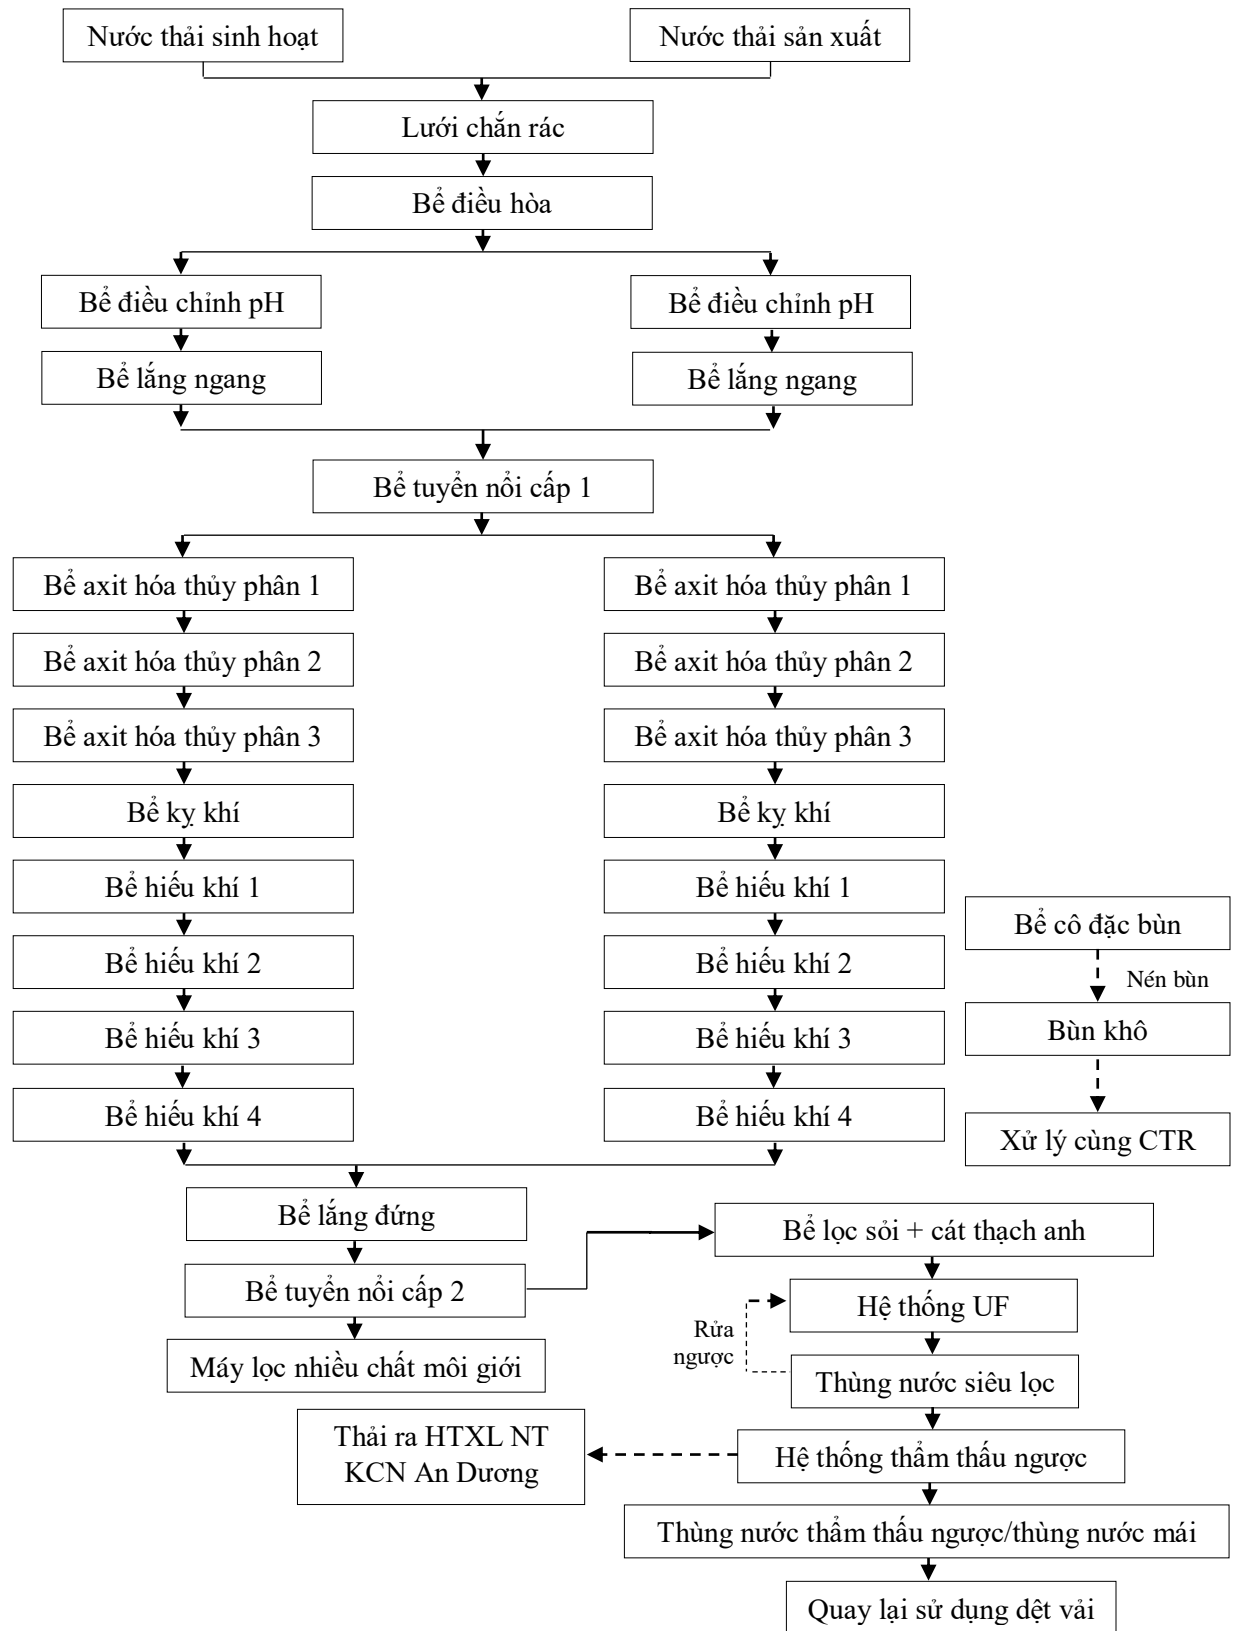 Nước thải sinh hoạt
Nước thải sản xuất
Lưới chắn rác
Bể điều hòa
Bể điều chỉnh pH
Bể điều chỉnh pH
Bể lắng ngang
Bể lắng ngang
Bể tuyển nổi cấp 1
Bể axit hóa thủy phân 1
Bể axit hóa thủy phân 1
Bể axit hóa thủy phân 2
Bể axit hóa thủy phân 2
Bể axit hóa thủy phân 3
Bể axit hóa thủy phân 3
Bể kỵ khí
Bể kỵ khí
Bể hiếu khí 1
Bể hiếu khí 1
Bể hiếu khí 2
Bể hiếu khí 2
Bể hiếu khí 3
Bể hiếu khí 3
Bể hiếu khí 4
Bể hiếu khí 4
Bể cô đặc bùn
Nén bùn
Bùn khô
Xử lý cùng CTR
Bể lắng đứng
Bể tuyển nổi cấp 2
Máy lọc nhiều chất môi giới
Bể lọc sỏi + cát thạch anh
Hệ thống UF
Rửa
ngược
Thùng nước siêu lọc
Thải ra HTXL NT
KCN An Dương
Hệ thống thẩm thấu ngược
Thùng nước thẩm thấu ngược/thùng nước mái
Quay lại sử dụng dệt vải